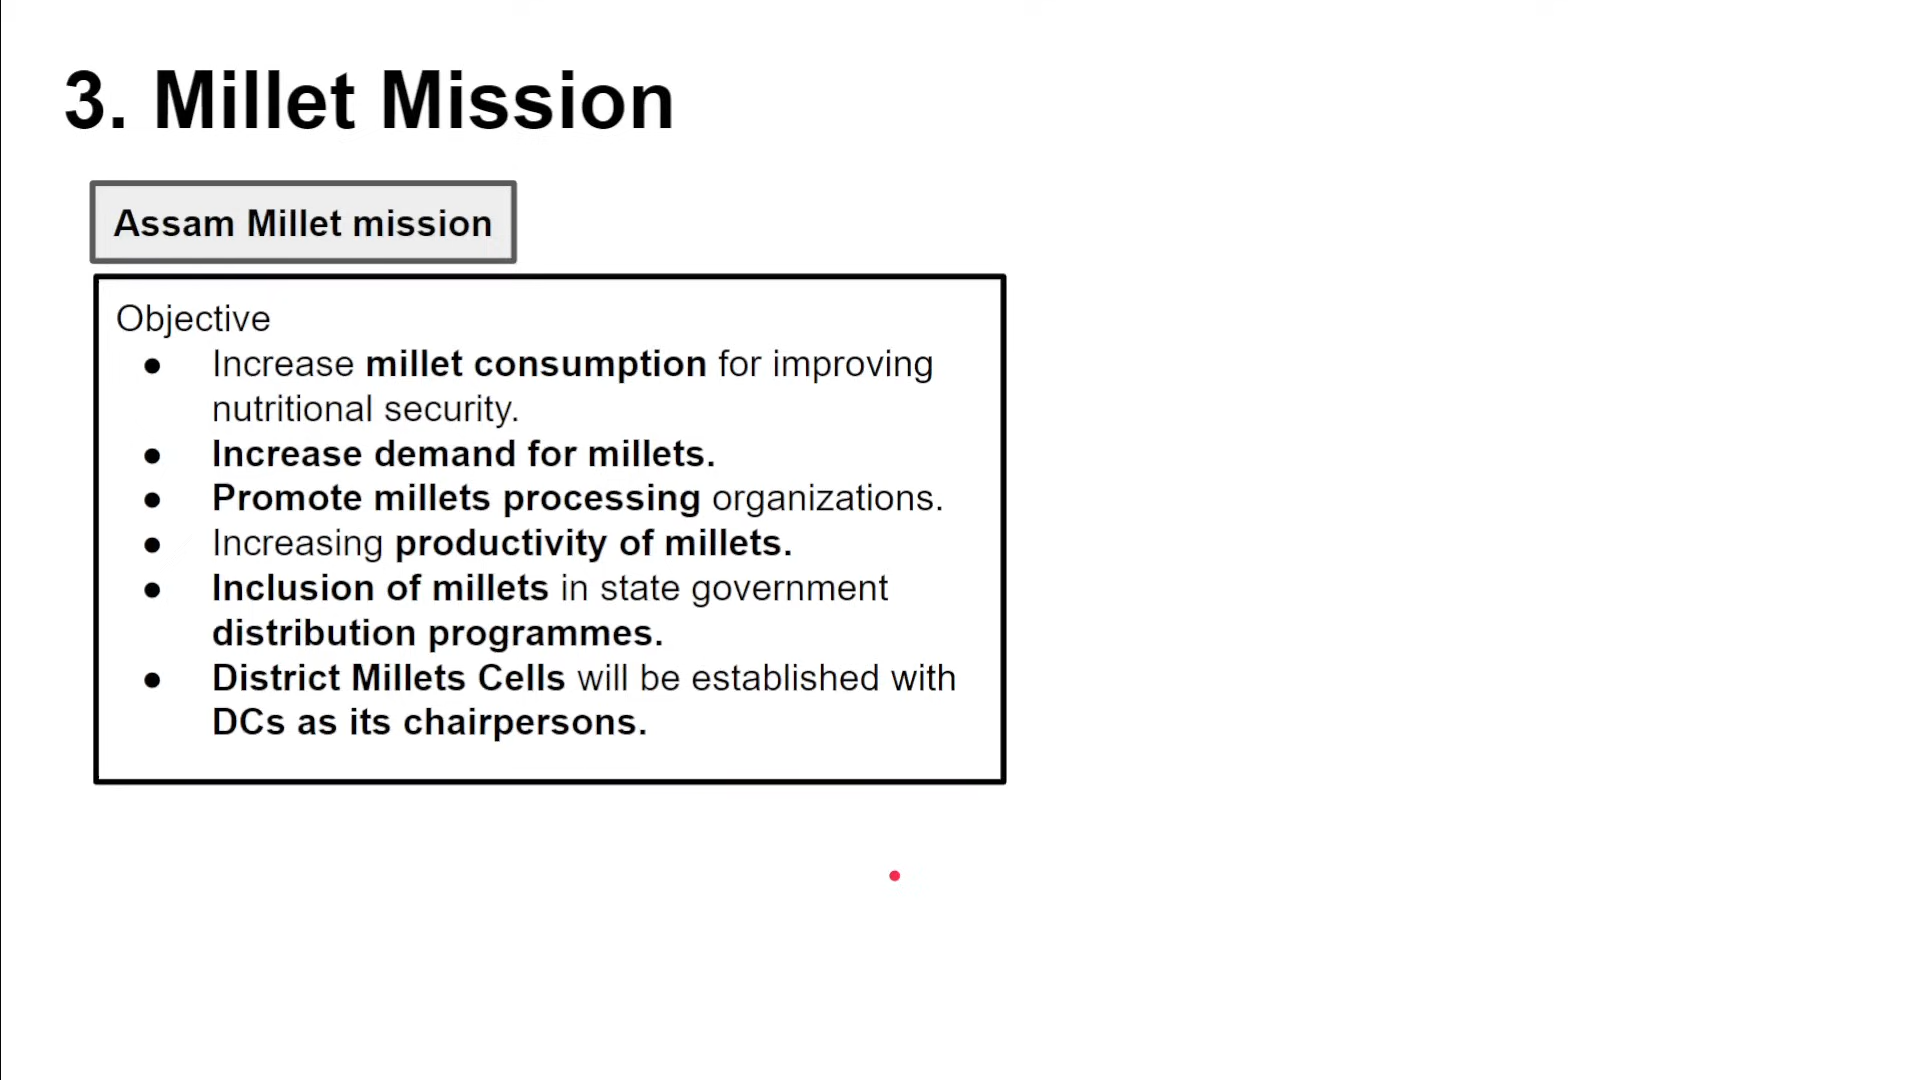 3. Millet Mission
Assam Millet mission
Objective
● Increase millet consumption for improving
nutritional security.
● Increase demand for millets.
● Promote millets processing organizations.
● Increasing productivity of millets.
● Inclusion of millets in state government
distribution programmes.
● District Millets Cells will be established with
DCs as its chairpersons.